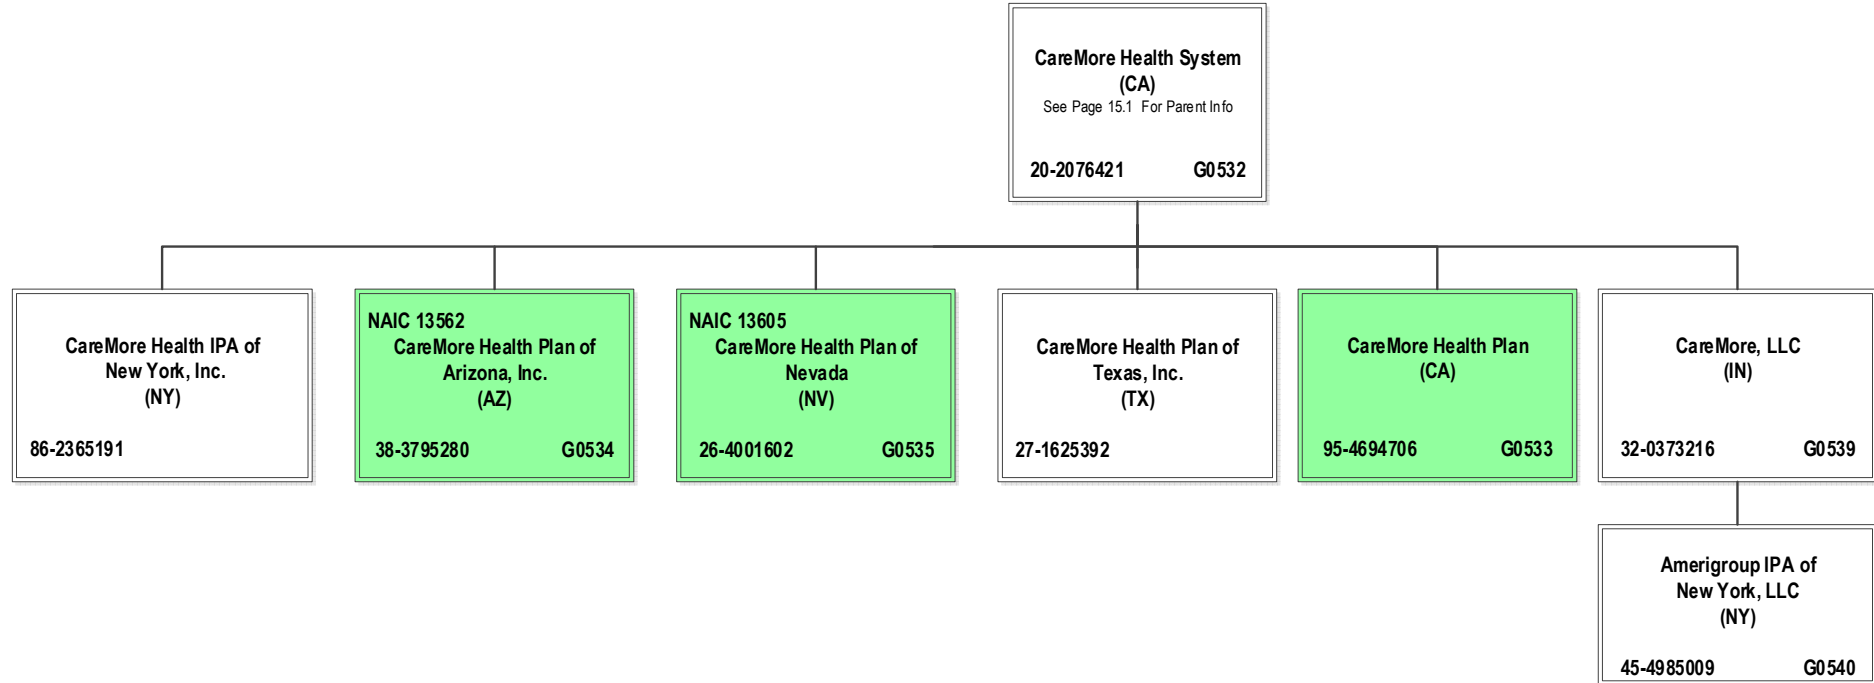 CareMore Health System
(CA)
See Page 15.1 For Parent Info
20-2076421 G0532
CareMore Health IPA of
New York, Inc.
(NY)
86-2365191
NAIC 13562
CareMore Health Plan of
Arizona, Inc.
(AZ)
38-3795280 G0534
NAIC 13605
CareMore Health Plan of
Nevada
(NV)
26-4001602 G0535
CareMore Health Plan of
Texas, Inc.
(TX)
27-1625392
CareMore Health Plan
(CA)
95-4694706 G0533
CareMore, LLC
(IN)
32-0373216 G0539
Amerigroup IPA of
New York, LLC
(NY)
45-4985009 G0540